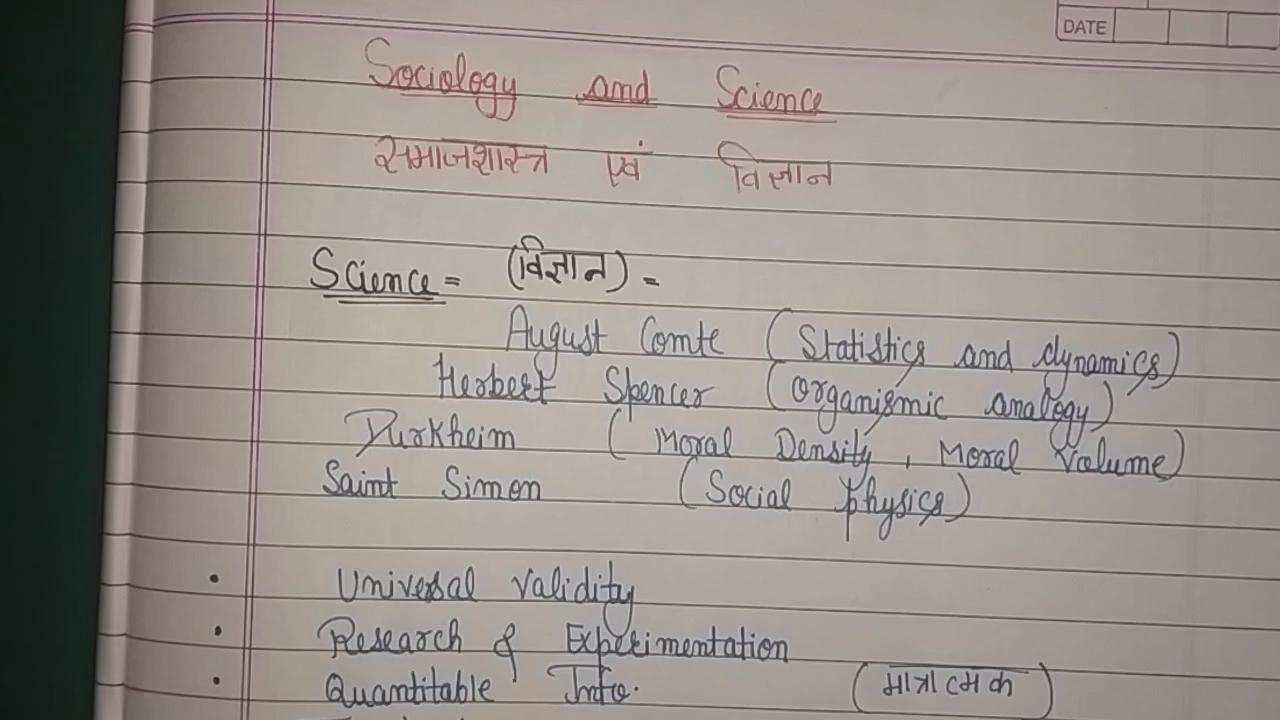 DATE
Sociology and Science
समाजशास्त्र एवं विज्ञान
Science = (विज्ञान) =
August Comte (Statistics and dynamics)
Herbert Spencer (Organismic analogy)
Durkheim (Moral Density, Moral Volume)
Saint Simon (Social physics)
• Universal Validity
• Research & Experimentation
• Quantitable Info. (मात्रात्मक)